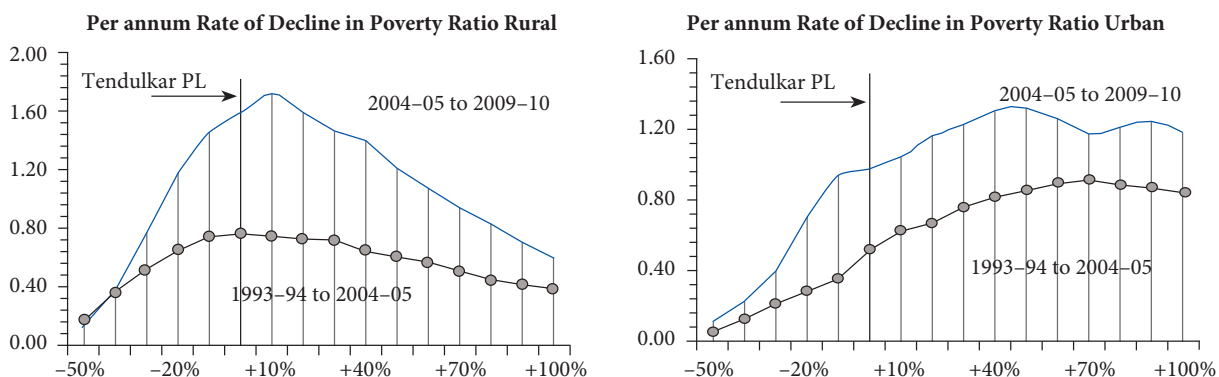 Per annum Rate of Decline in Poverty Ratio Rural
2.00
Tendulkar PL
1.60
2004–05 to 2009–10
1.20
0.80
0.40
1993–94 to 2004–05
0.00
–50% –20% +10% +40% +70% +100%
Per annum Rate of Decline in Poverty Ratio Urban
1.60
Tendulkar PL
2004–05 to 2009–10
1.20
0.80
0.40
1993–94 to 2004–05
0.00
–50% –20% +10% +40% +70% +100%